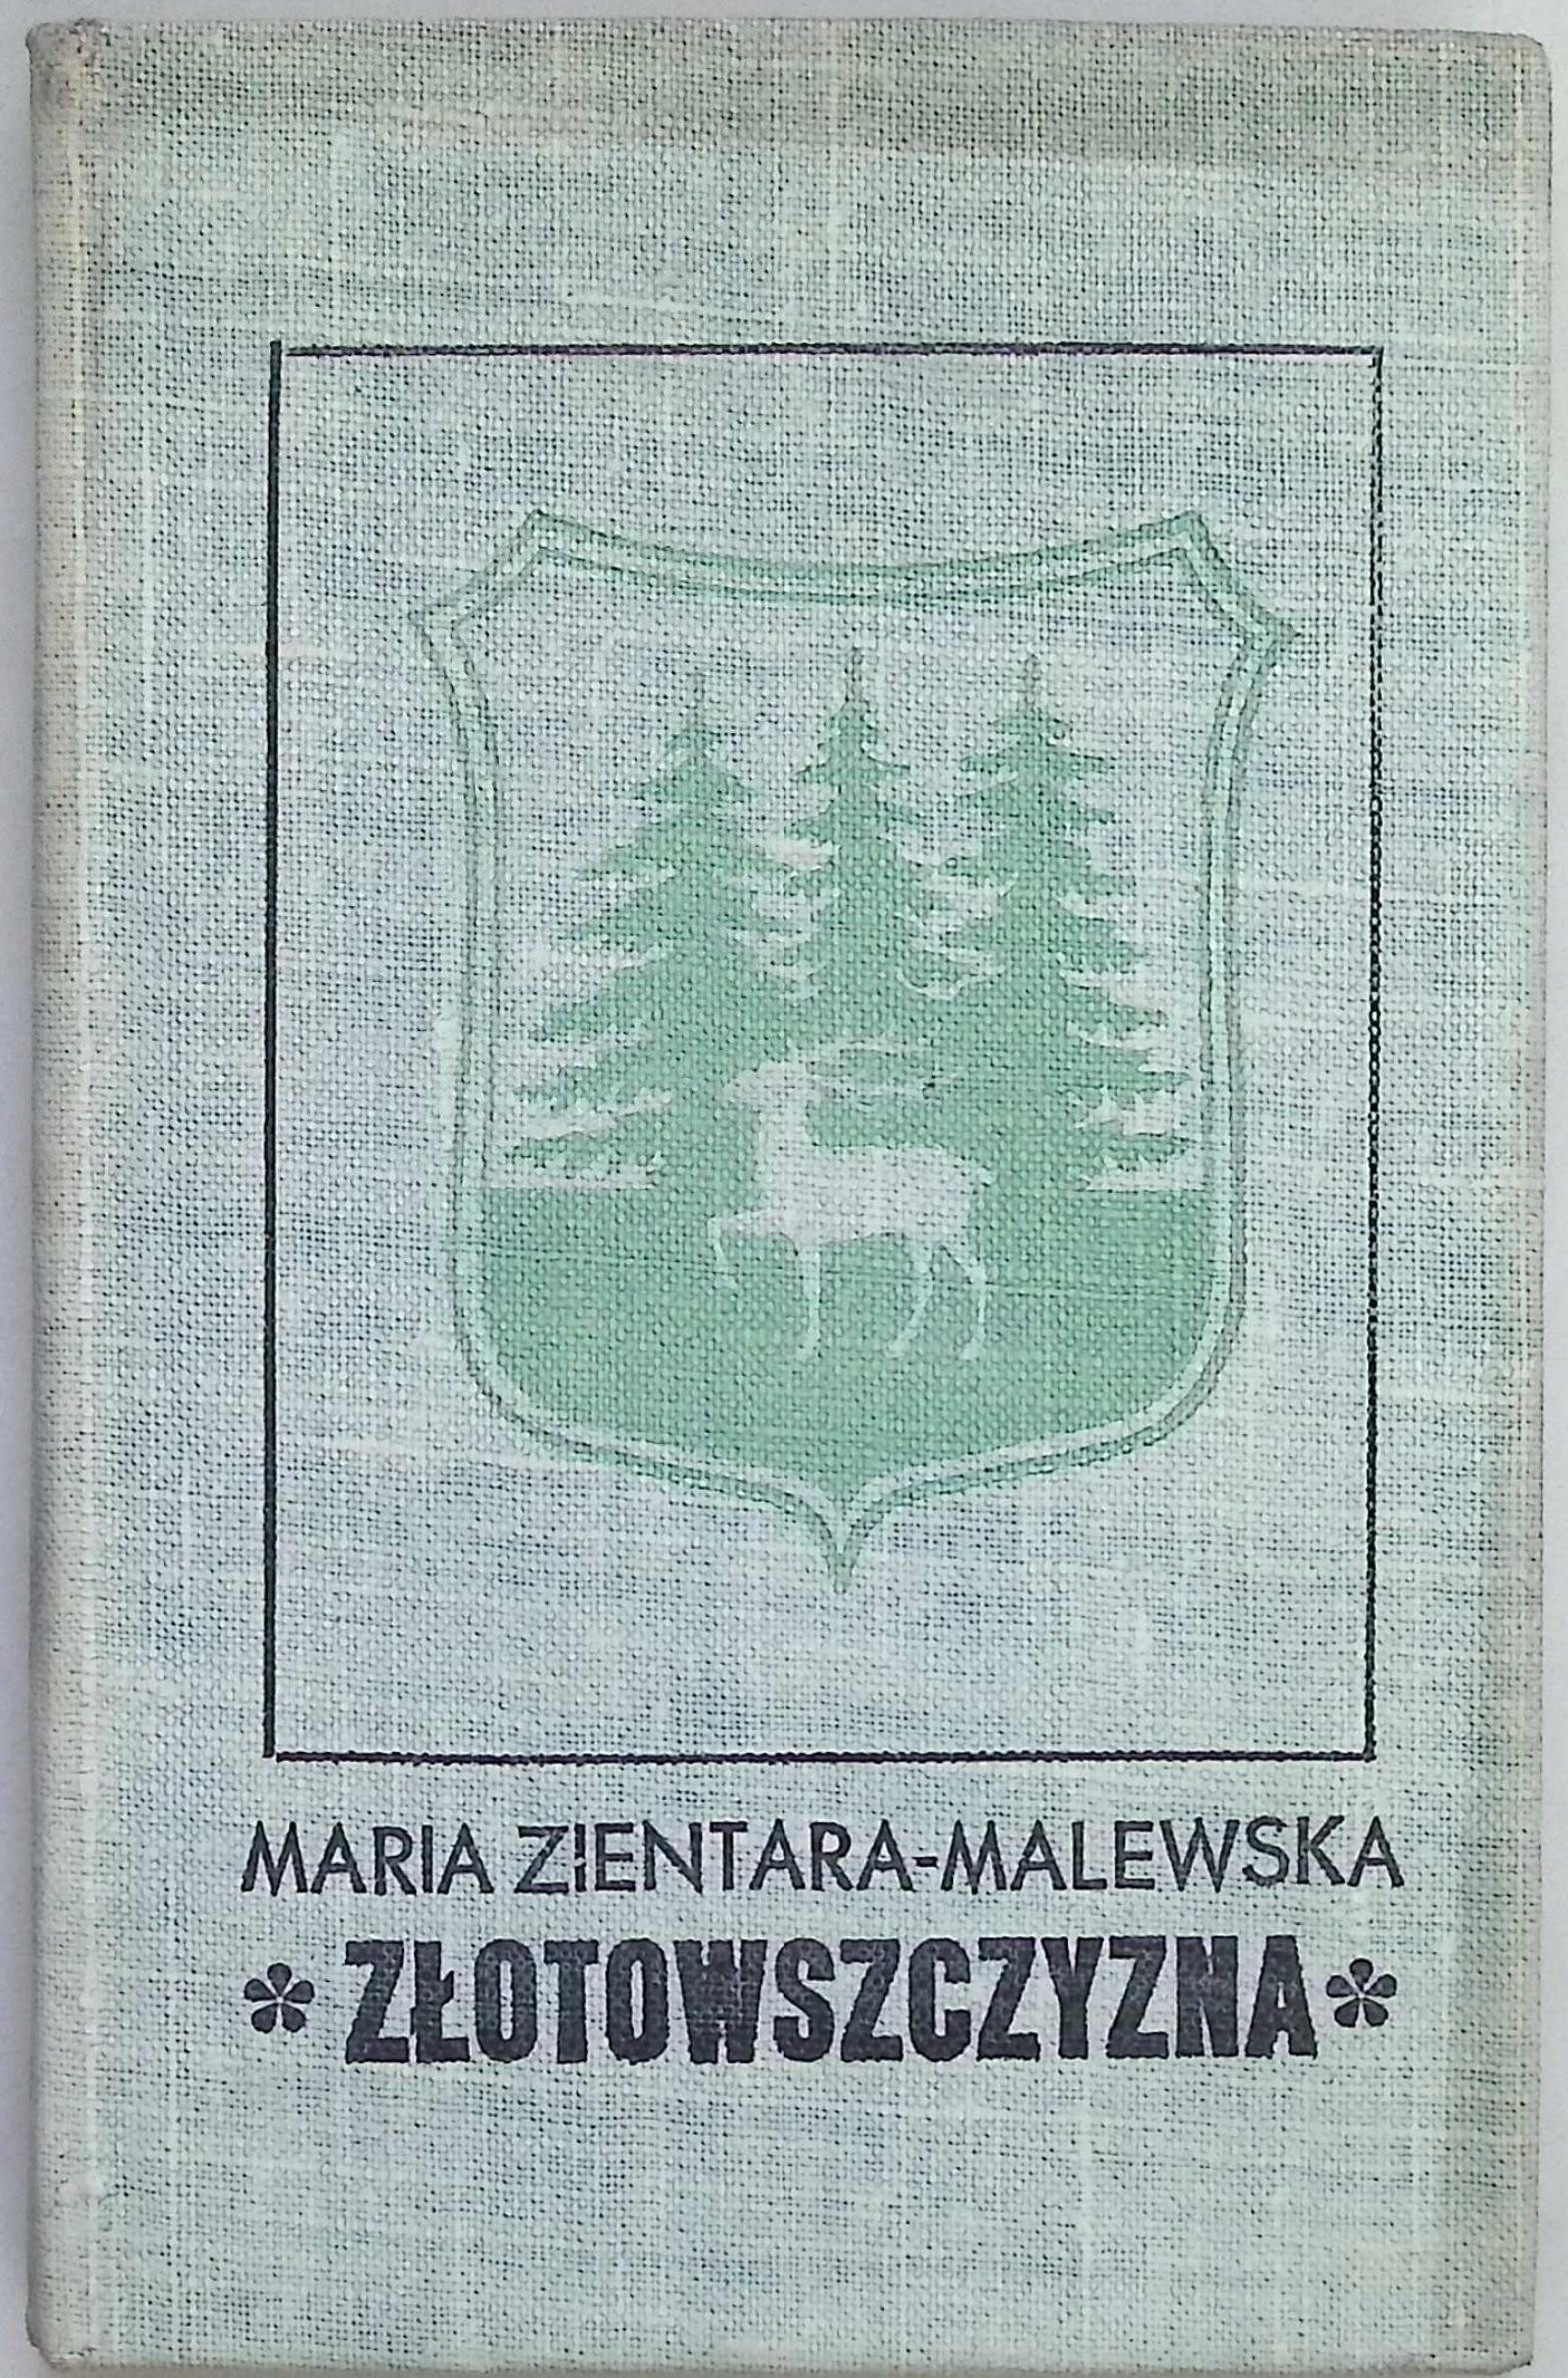 MARIA ZIENTARA-MALEWSKA
* ZŁOTOWSZCZYZNA *